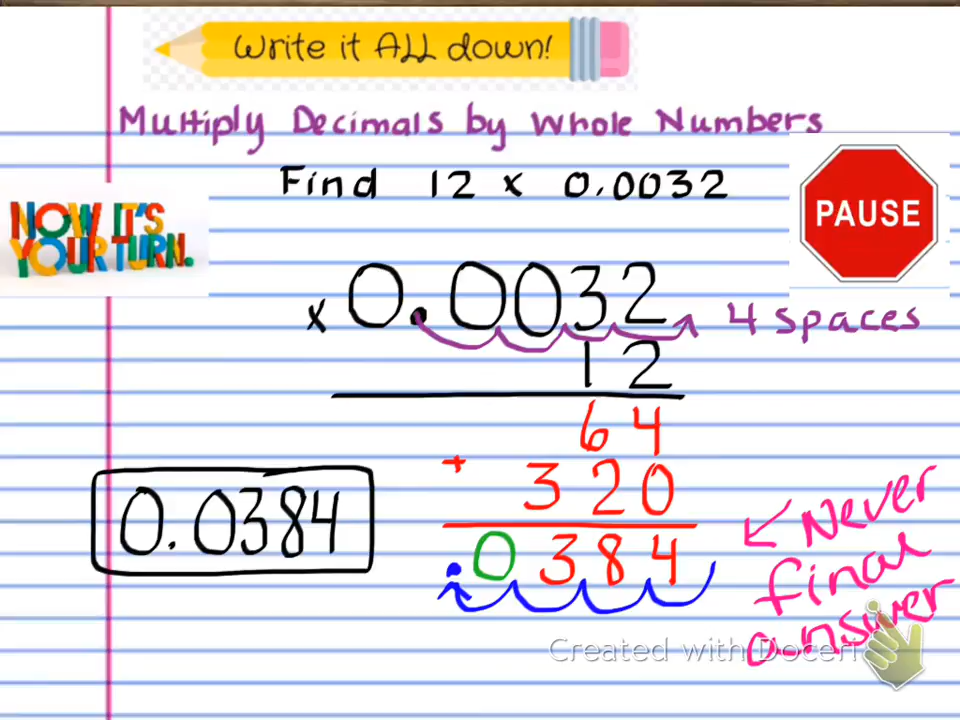 Write it ALL down!
Multiply Decimals by Whole Numbers
Find 12 x 0.0032
NOW IT'S
YOUR TURN.
PAUSE
x 0.0032
4 spaces
12
64
+ 320
.0384
0.0384
Never
final
answer
Created with Doceri